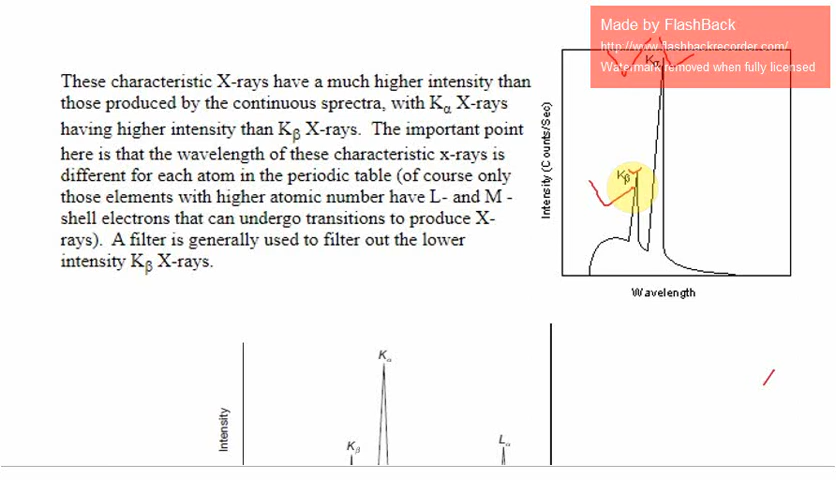 Made by FlashBack
http://www.flashbackrecorder.com/
Watermark removed when fully licensed
These characteristic X-rays have a much higher intensity than
those produced by the continuous sprectra, with Kα X-rays
having higher intensity than Kβ X-rays. The important point
here is that the wavelength of these characteristic x-rays is
different for each atom in the periodic table (of course only
those elements with higher atomic number have L- and M -
shell electrons that can undergo transitions to produce X-
rays). A filter is generally used to filter out the lower
intensity Kβ X-rays.
Kα
Kβ
Intensity (Counts/Sec)
Wavelength
Kα
Intensity
Kβ
Lα